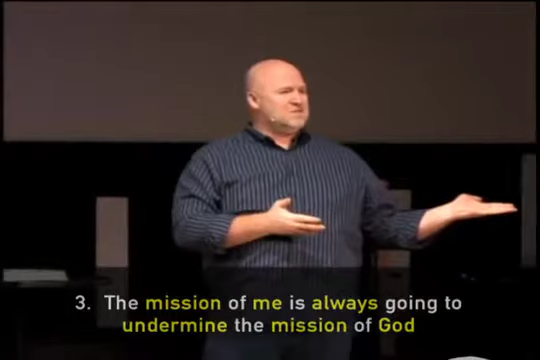 3. The mission of me is always going to
undermine the mission of God